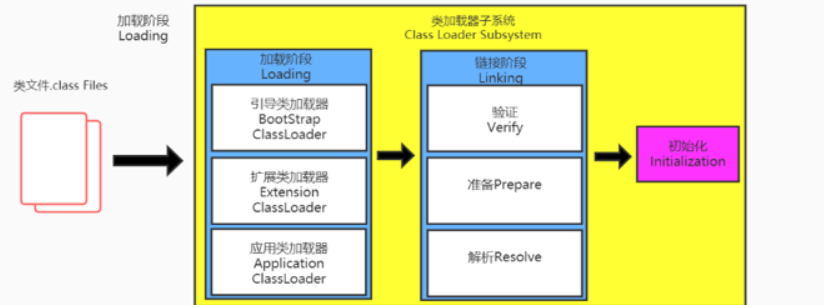 加载阶段
Loading
类文件.class Files
类加载器子系统
Class Loader Subsystem
加载阶段
Loading
引导类加载器
BootStrap
ClassLoader
扩展类加载器
Extension
ClassLoader
应用类加载器
Application
ClassLoader
链接阶段
Linking
验证
Verify
准备Prepare
解析Resolve
初始化
Initialization